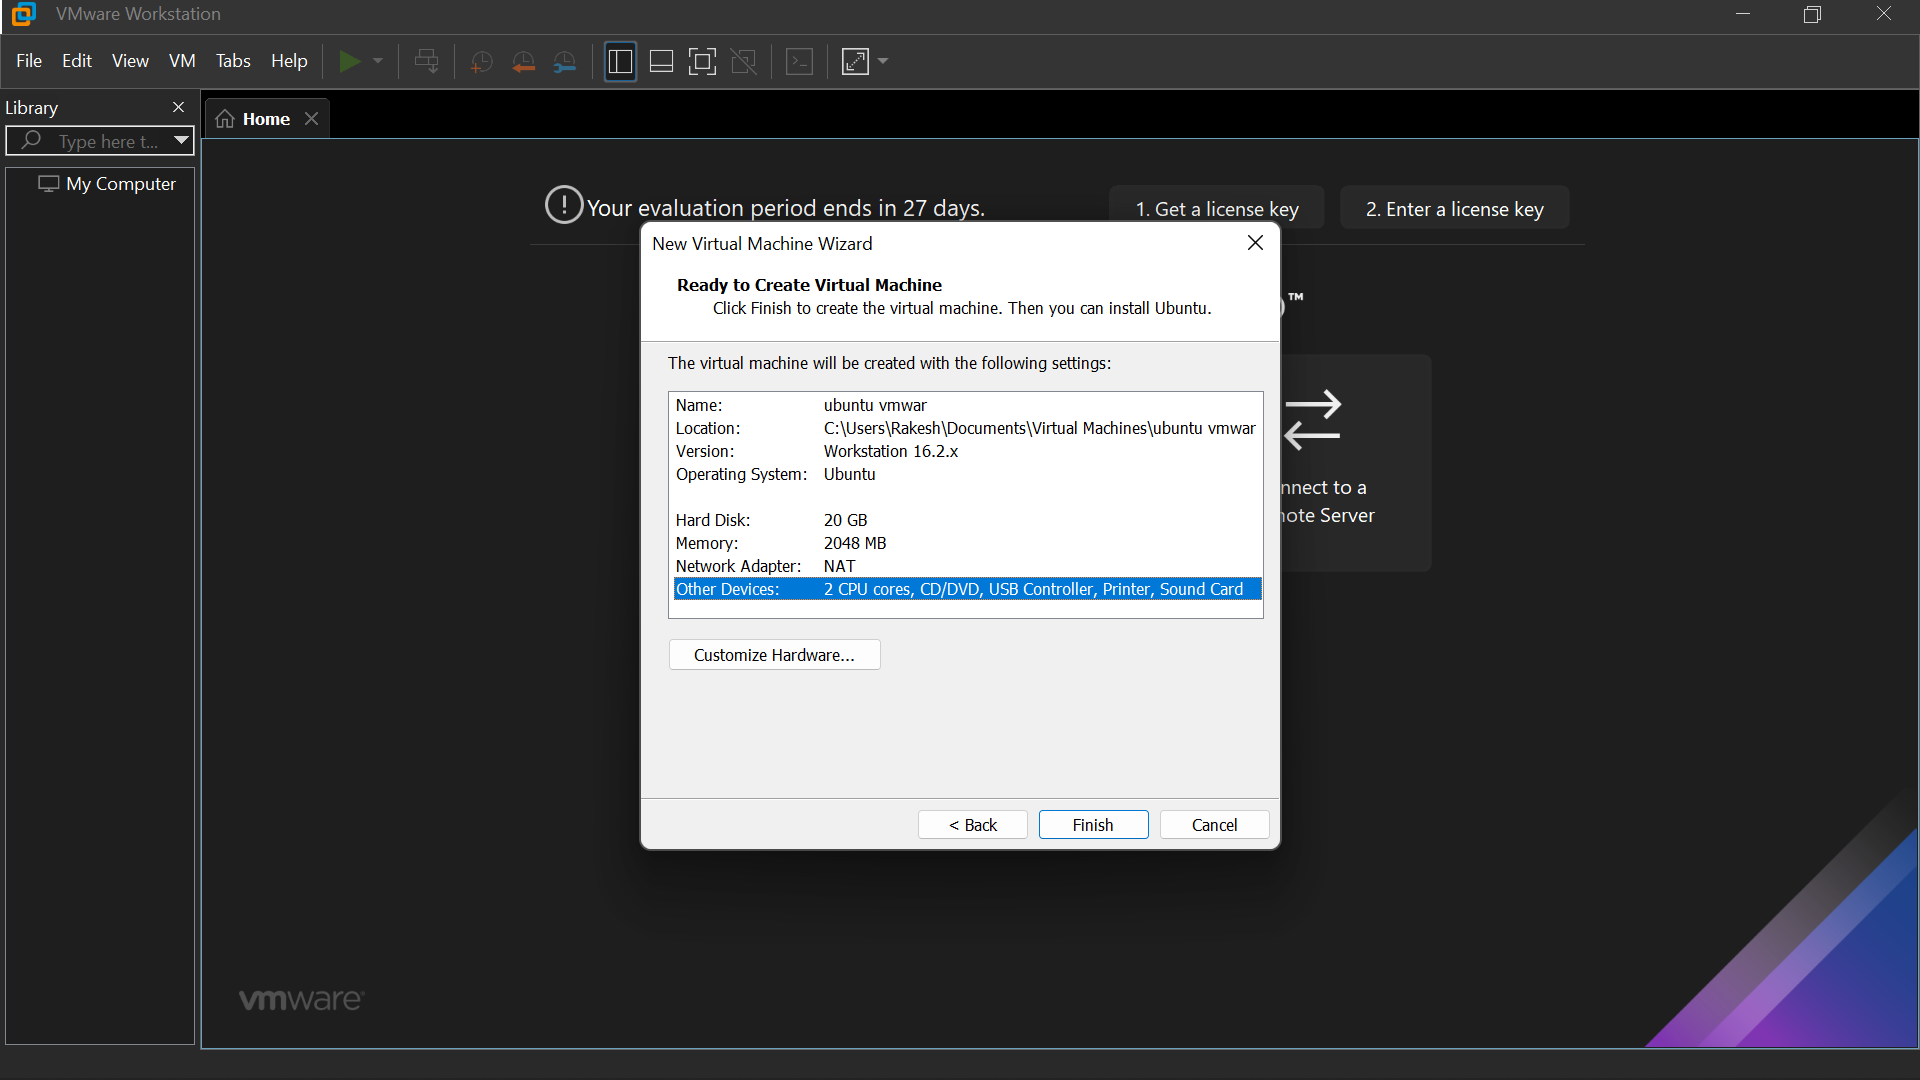 VMware Workstation
File Edit View VM Tabs Help
Library
Home
Type here t...
My Computer
Your evaluation period ends in 27 days.
1. Get a license key
2. Enter a license key
New Virtual Machine Wizard
Ready to Create Virtual Machine
Click Finish to create the virtual machine. Then you can install Ubuntu.
TM
The virtual machine will be created with the following settings:
Name: ubuntu vmwar
Location: C:\Users\Rakesh\Documents\Virtual Machines\ubuntu vmwar
Version: Workstation 16.2.x
Operating System: Ubuntu
Hard Disk: 20 GB
Memory: 2048 MB
Network Adapter: NAT
Other Devices: 2 CPU cores, CD/DVD, USB Controller, Printer, Sound Card
nnect to a
ote Server
Customize Hardware...
< Back
Finish
Cancel
vmware